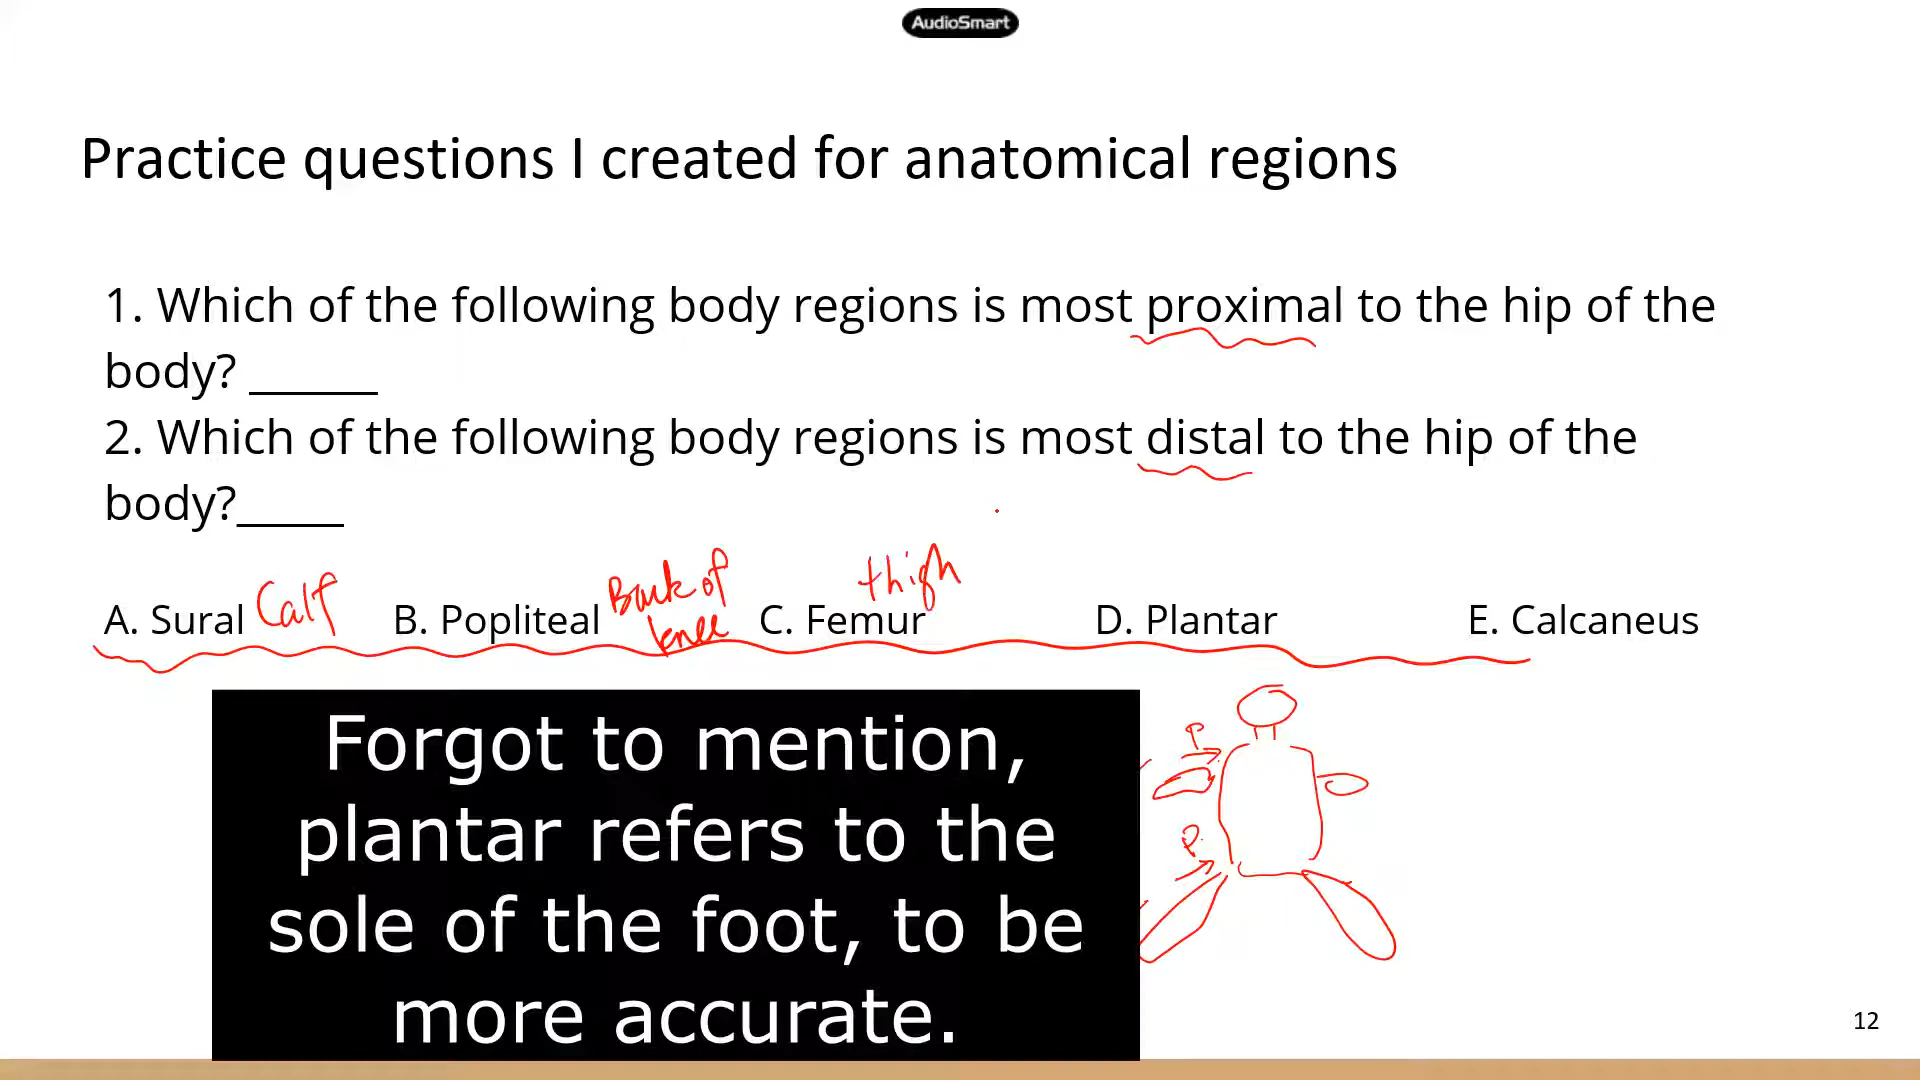 AudioSmart
Practice questions I created for anatomical regions
1. Which of the following body regions is most proximal to the hip of the
body? ______
2. Which of the following body regions is most distal to the hip of the
body?_____
A. Sural Calf B. Popliteal Back of knee C. Femur thigh D. Plantar E. Calcaneus
Forgot to mention,
plantar refers to the
sole of the foot, to be
more accurate.
P
P.
12